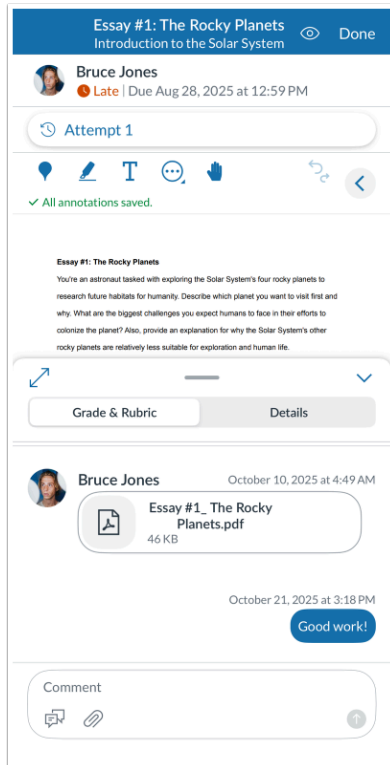 Essay #1: The Rocky Planets
Introduction to the Solar System
Done
Bruce Jones
Late | Due Aug 28, 2025 at 12:59 PM
Attempt 1
T
All annotations saved.
Essay #1: The Rocky Planets
You're an astronaut tasked with exploring the Solar System's four rocky planets to
research future habitats for humanity. Describe which planet you want to visit first and
why. What are the biggest challenges you expect humans to face in their efforts to
colonize the planet? Also, provide an explanation for why the Solar System's other
rocky planets are relatively less suitable for exploration and human life.
Grade & Rubric
Details
Bruce Jones
October 10, 2025 at 4:49 AM
Essay #1_ The Rocky
Planets.pdf
46 KB
October 21, 2025 at 3:18 PM
Good work!
Comment